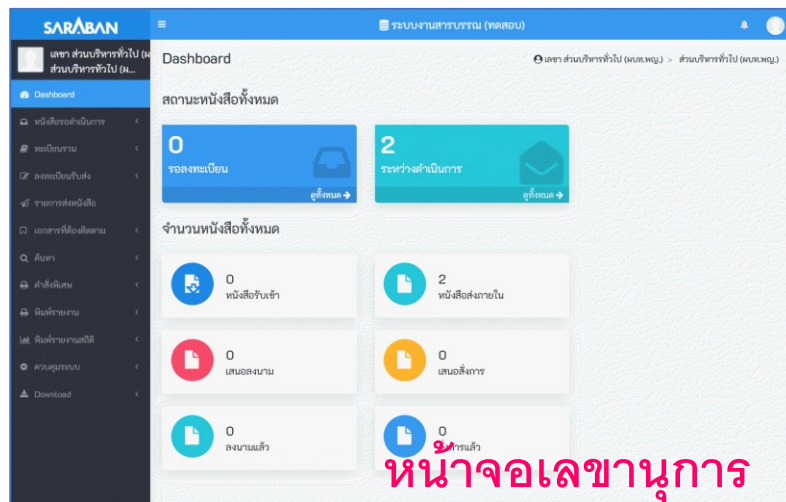 SARABAN
ระบบงานสารบรรณ (ทดสอบ)
เลขา ส่วนบริหารทั่วไป (ผ
ส่วนบริหารทั่วไป (ผ...
Dashboard
เลขา ส่วนบริหารทั่วไป (ผบท.พญ.) > ส่วนบริหารทั่วไป (ผบท.พญ.)
Dashboard
หนังสือรอดำเนินการ
ทะเบียนรวม
ลงทะเบียนรับส่ง
รายการส่งหนังสือ
เอกสารที่ต้องติดตาม
ค้นหา
คำสั่งพิเศษ
พิมพ์รายงาน
พิมพ์รายงานสถิติ
ควบคุมระบบ
Download
สถานะหนังสือทั้งหมด
0
รอลงทะเบียน
ดูทั้งหมด
2
ระหว่างดำเนินการ
ดูทั้งหมด
จำนวนหนังสือทั้งหมด
0
หนังสือรับเข้า
2
หนังสือส่งภายใน
0
เสนอลงนาม
0
เสนอสั่งการ
0
ลงนามแล้ว
0
หน้าจอเลขานุการ